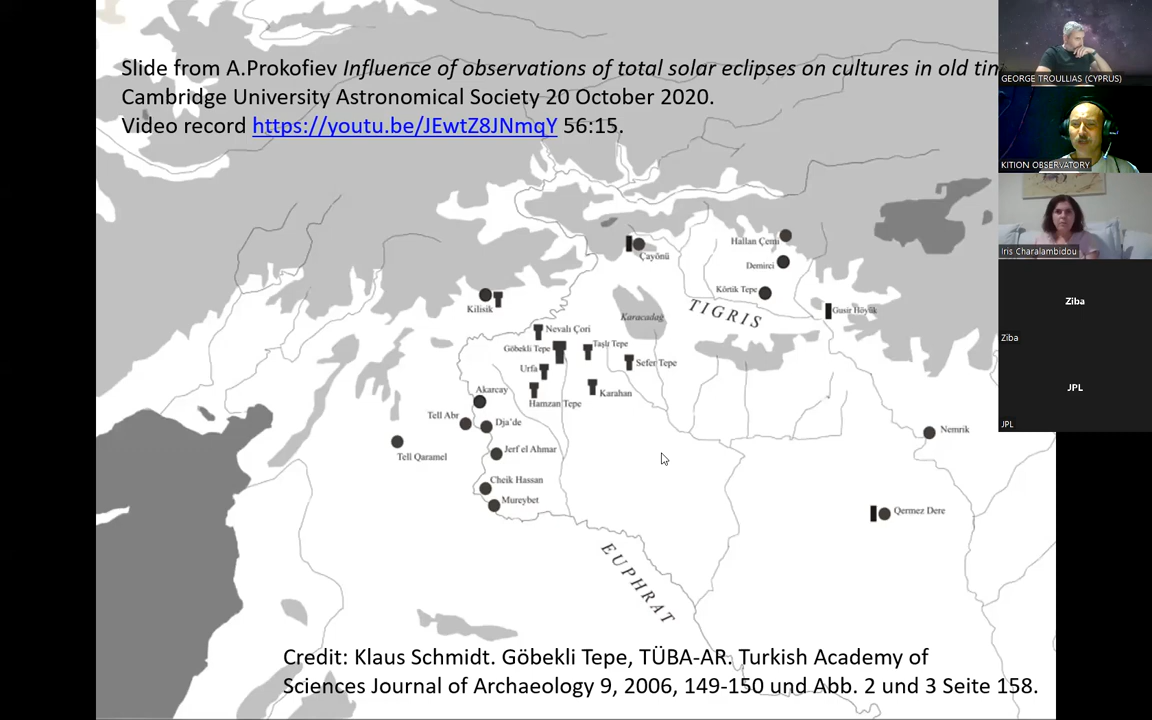 Slide from A.Prokofiev Influence of observations of total solar eclipses on cultures in old
Cambridge University Astronomical Society 20 October 2020.
Video record https://youtu.be/JEwtZ8JNmqY 56:15.
GEORGE TROULLIAS (CYPRUS)
KITION OBSERVATORY
Iris Charalambidou
Ziba
Ziba
JPL
JPL
Hallan Çemi
Çayönü
Demirci
Körtik Tepe
Kilisik
TIGRIS
Gusir Höyük
Karacadağ
Nevalı Çori
Göbekli Tepe
Taşlı Tepe
Sefer Tepe
Urfa
Akarcay
Karahan
Hamzan Tepe
Tell Abr
Dja'de
Nemrik
Tell Qaramel
Jerf el Ahmar
Cheik Hassan
Mureybet
Qermez Dere
EUPHRAT
Credit: Klaus Schmidt. Göbekli Tepe, TÜBA-AR. Turkish Academy of
Sciences Journal of Archaeology 9, 2006, 149-150 und Abb. 2 und 3 Seite 158.